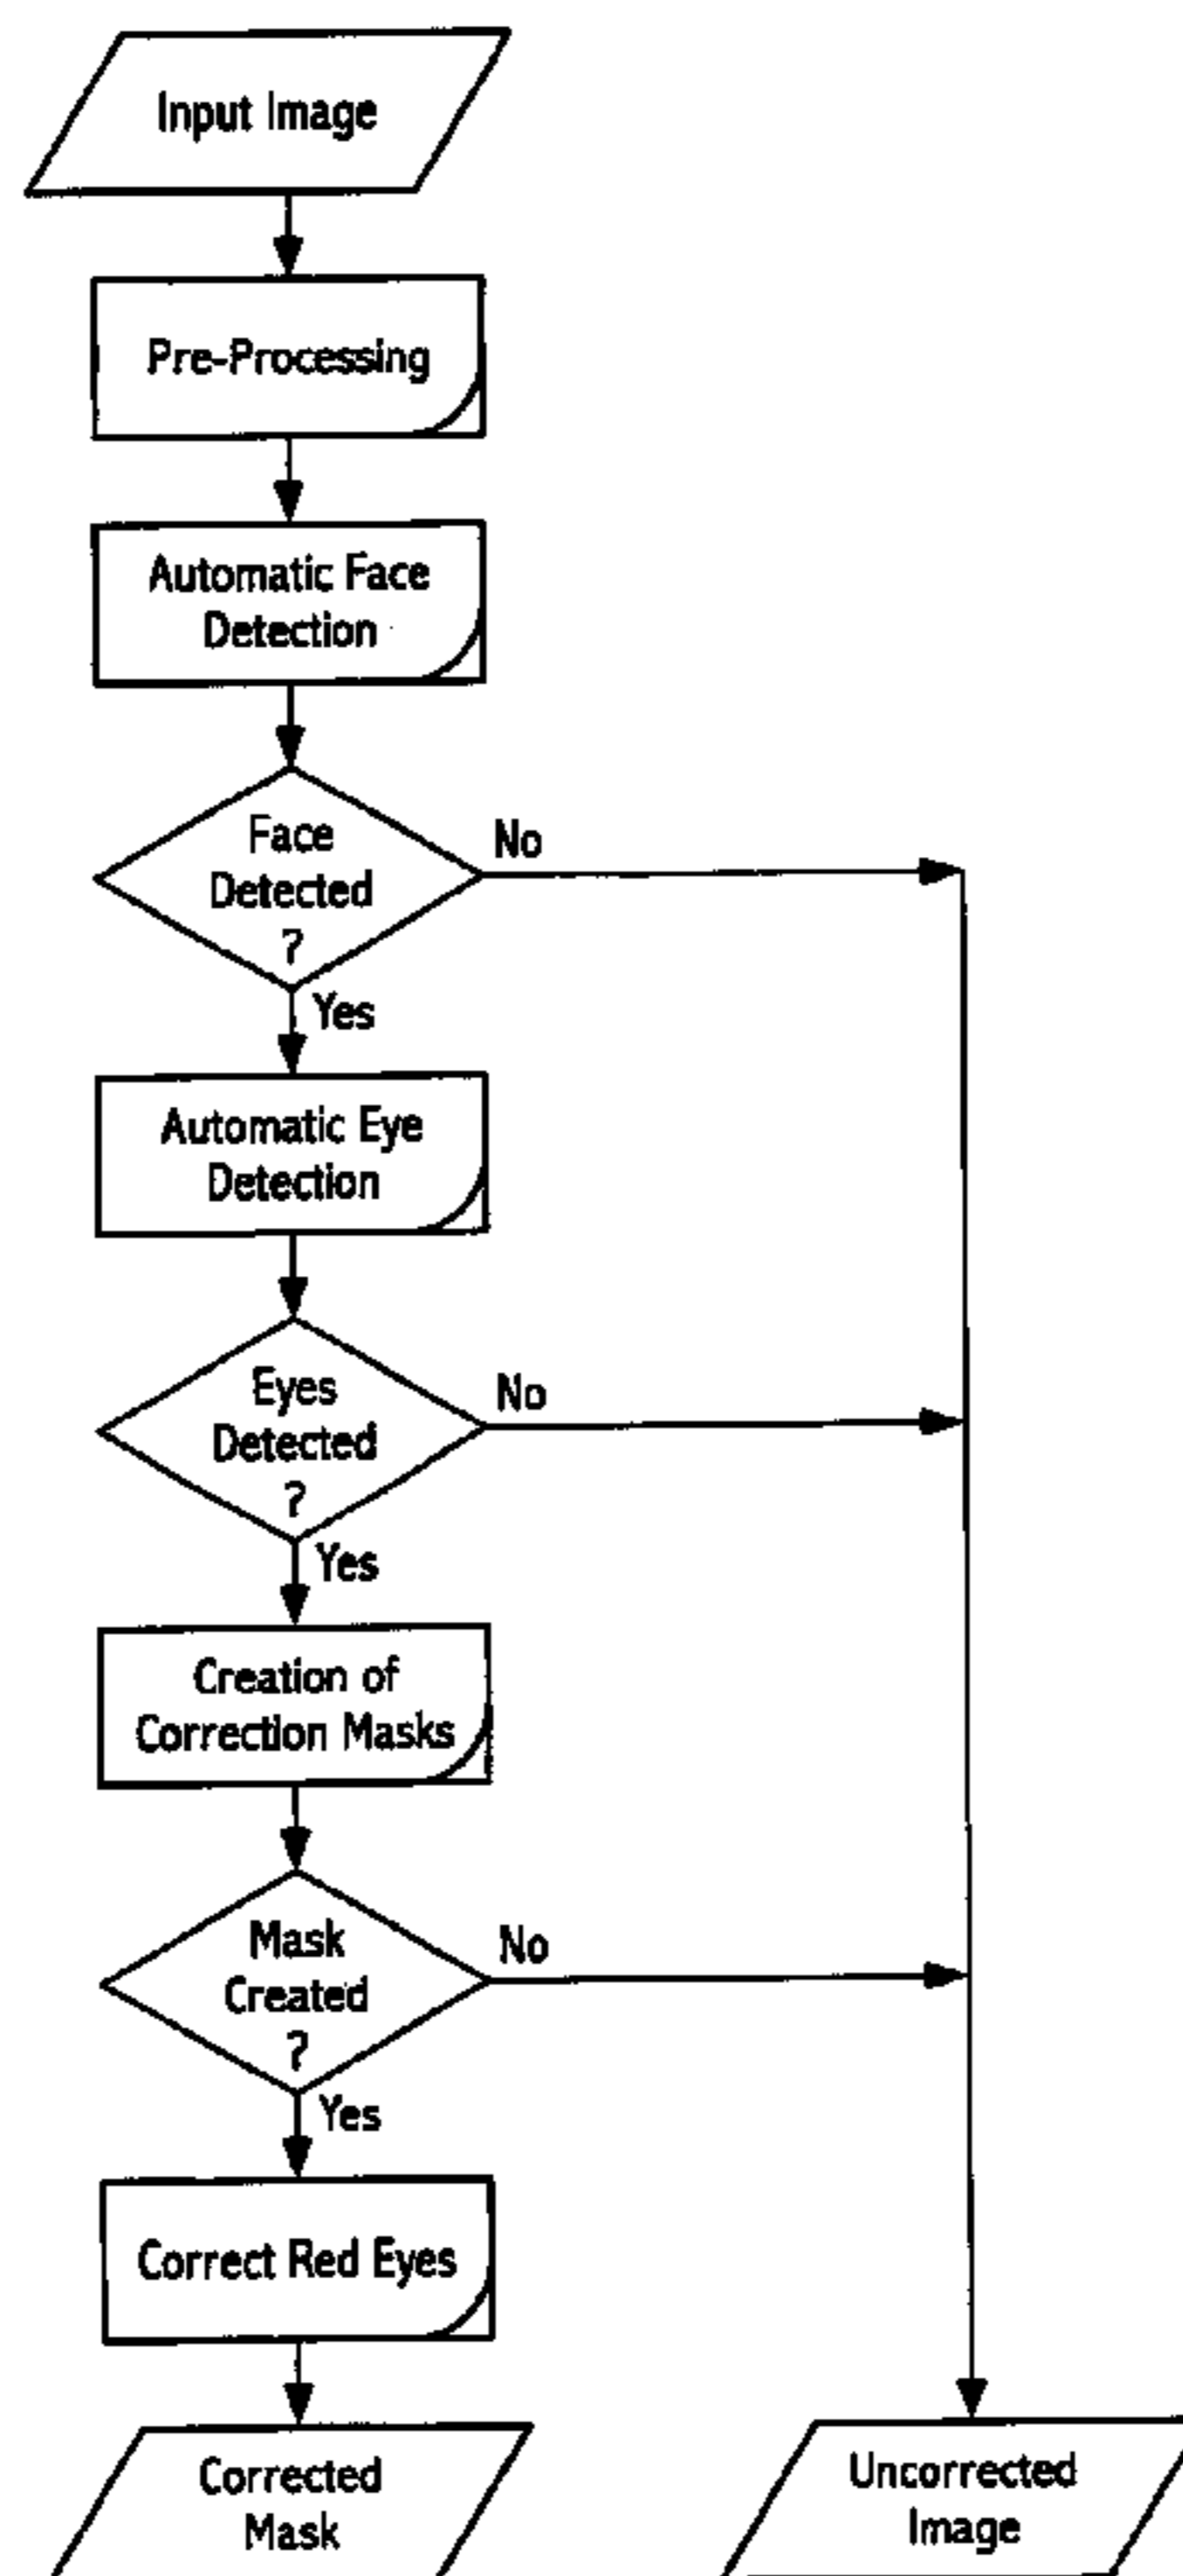 Input Image
Pre-Processing
Automatic Face
Detection
Face
Detected
?
No
Yes
Automatic Eye
Detection
Eyes
Detected
?
No
Yes
Creation of
Correction Masks
Mask
Created
?
No
Yes
Correct Red Eyes
Corrected
Mask
Uncorrected
Image